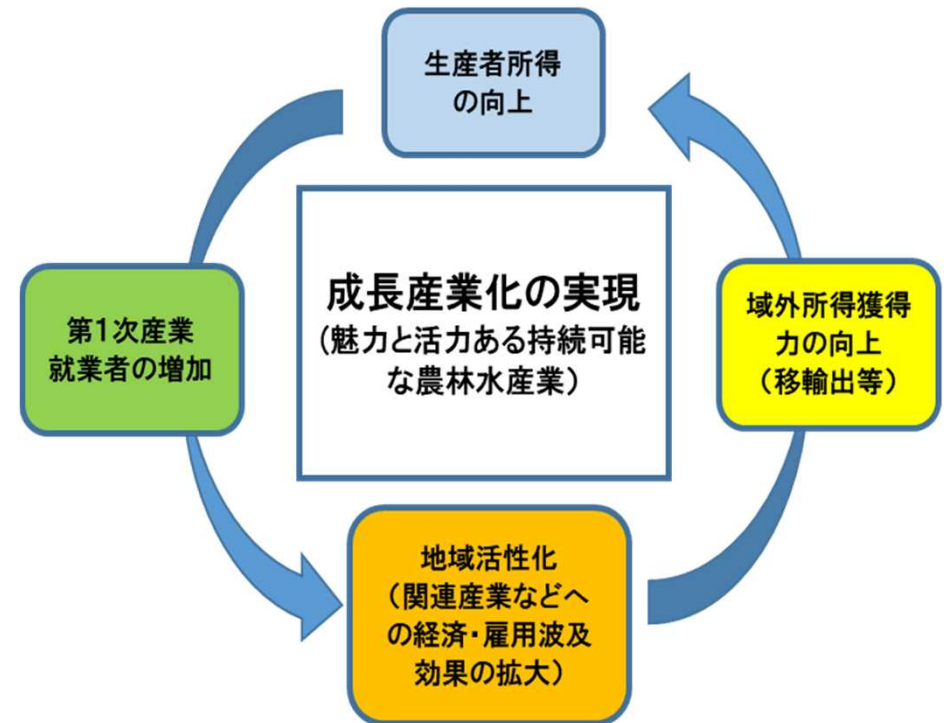 生産者所得
の向上
成長産業化の実現
(魅力と活力ある持続可能
な農林水産業)
第1次産業
就業者の増加
域外所得獲得
力の向上
(移輸出等)
地域活性化
(関連産業などへ
の経済・雇用波及
効果の拡大)